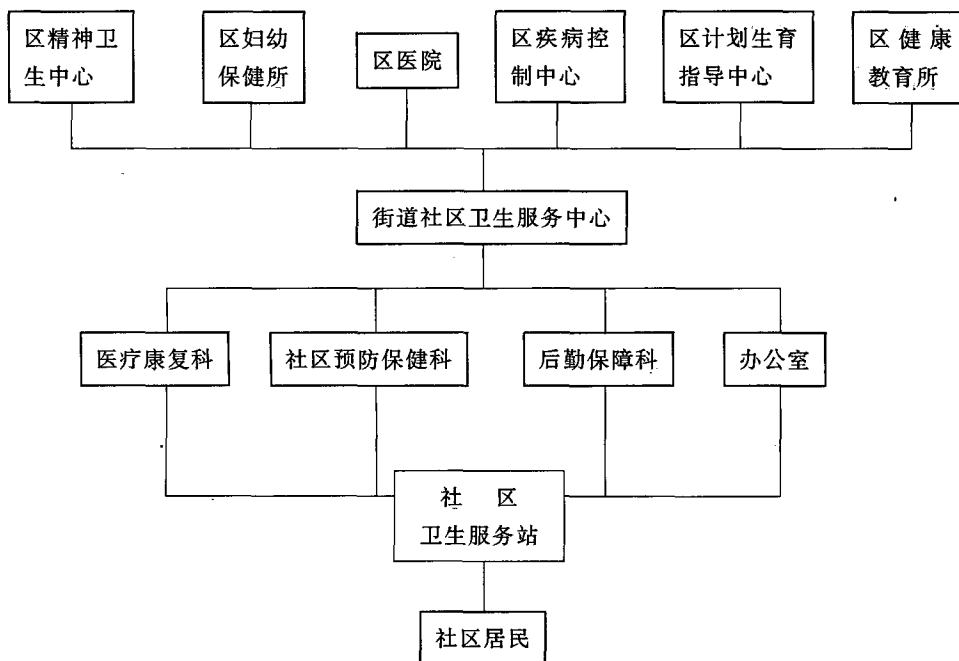 区精神卫
生中心
区妇幼
保健所
区医院
区疾病控
制中心
区计划生育
指导中心
区健康
教育所
街道社区卫生服务中心
医疗康复科
社区预防保健科
后勤保障科
办公室
社区
卫生服务站
社区居民